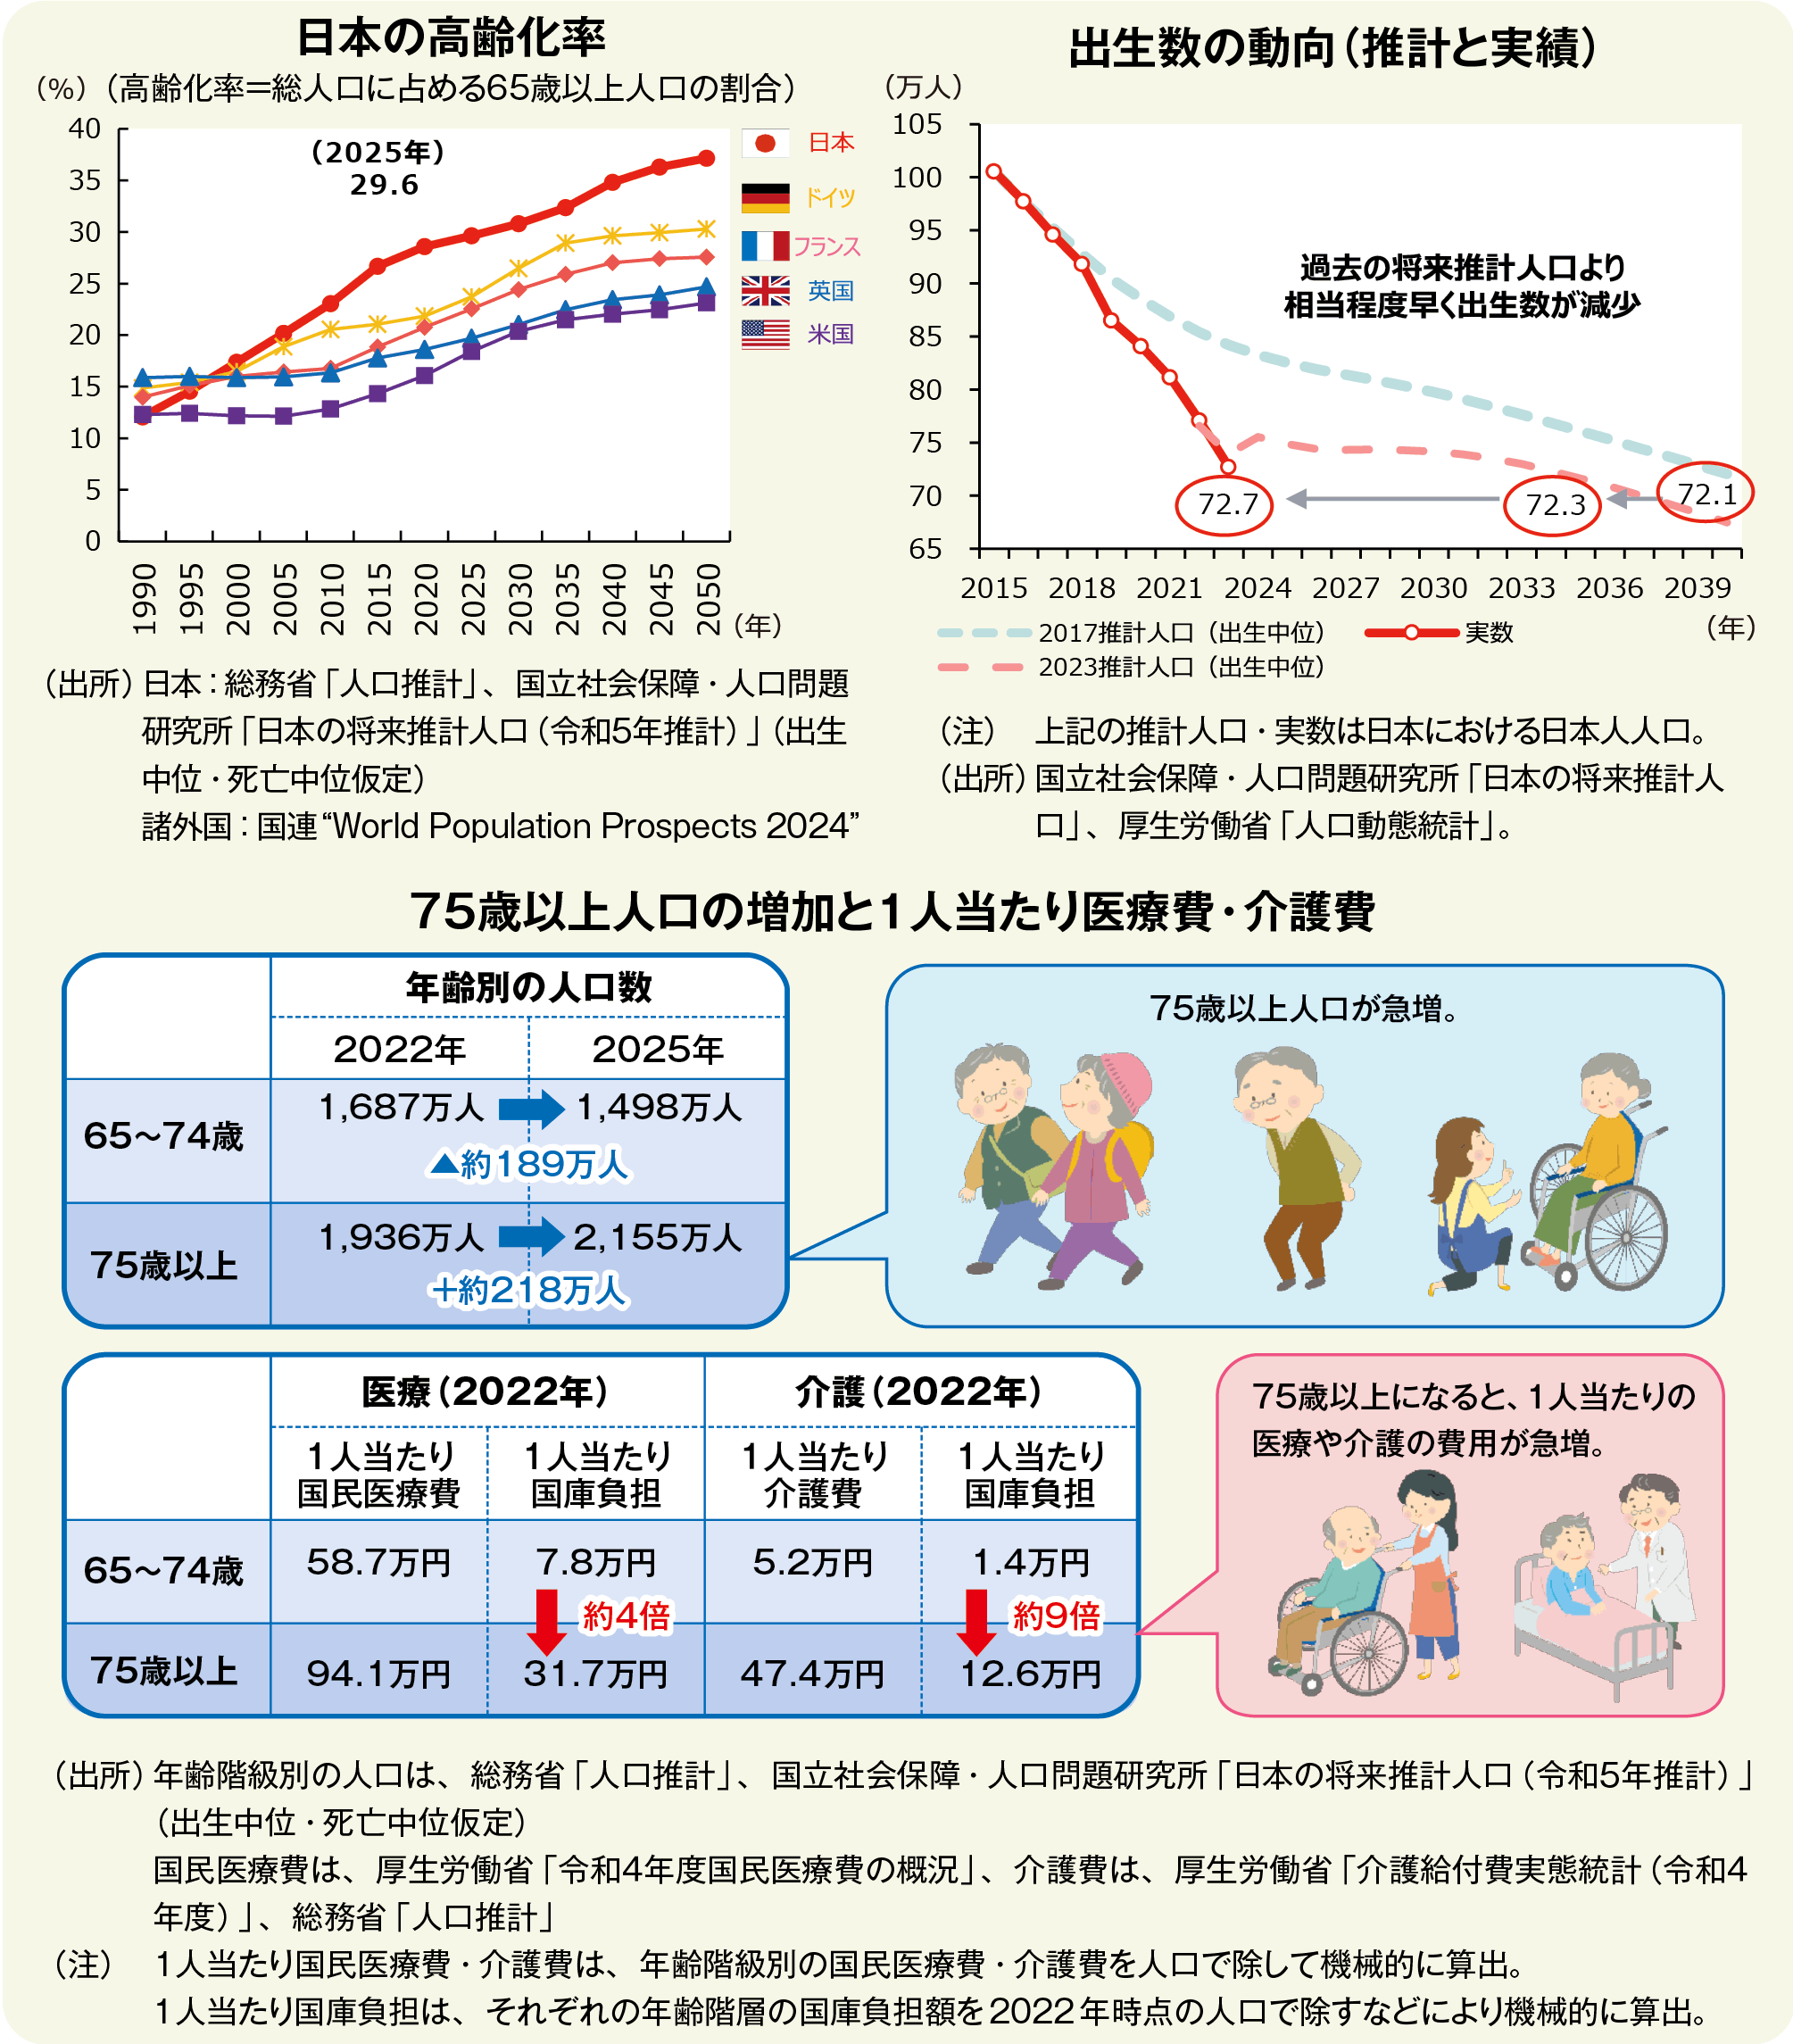 日本の高齢化率
（%）（高齢化率＝総人口に占める65歳以上人口の割合）
40
35
30
25
20
15
10
5
0
（2025年）
29.6
日本
ドイツ
フランス
英国
米国
1990 1995 2000 2005 2010 2015 2020 2025 2030 2035 2040 2045 2050 （年）
（出所）日本：総務省「人口推計」、国立社会保障・人口問題
研究所「日本の将来推計人口（令和5年推計）」（出生
中位・死亡中位仮定）
諸外国：国連“World Population Prospects 2024”
出生数の動向（推計と実績）
（万人）
105
100
95
90
85
80
75
70
65
過去の将来推計人口より
相当程度早く出生数が減少
72.7 72.3 72.1
2015 2018 2021 2024 2027 2030 2033 2036 2039
（年）
2017推計人口（出生中位） 実数
2023推計人口（出生中位）
（注） 上記の推計人口・実数は日本における日本人人口。
（出所）国立社会保障・人口問題研究所「日本の将来推計人
口」、厚生労働省「人口動態統計」。
75歳以上人口の増加と1人当たり医療費・介護費
年齢別の人口数
2022年 2025年
65～74歳 1,687万人 1,498万人
▲約189万人
75歳以上 1,936万人 2,155万人
＋約218万人
75歳以上人口が急増。
医療（2022年） 介護（2022年）
1人当たり 1人当たり 1人当たり 1人当たり
国民医療費 国庫負担 介護費 国庫負担
65～74歳 58.7万円 7.8万円 5.2万円 1.4万円
約4倍 約9倍
75歳以上 94.1万円 31.7万円 47.4万円 12.6万円
75歳以上になると、1人当たりの
医療や介護の費用が急増。
（出所）年齢階級別の人口は、総務省「人口推計」、国立社会保障・人口問題研究所「日本の将来推計人口（令和5年推計）」
（出生中位・死亡中位仮定）
国民医療費は、厚生労働省「令和4年度国民医療費の概況」、介護費は、厚生労働省「介護給付費実態統計（令和4
年度）」、総務省「人口推計」
（注） 1人当たり国民医療費・介護費は、年齢階級別の国民医療費・介護費を人口で除して機械的に算出。
1人当たり国庫負担は、それぞれの年齢階層の国庫負担額を2022年時点の人口で除すなどにより機械的に算出。